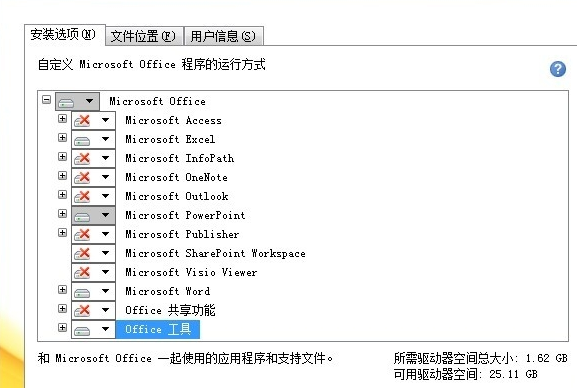 安装选项(N) 文件位置(F) 用户信息(S)
自定义 Microsoft Office 程序的运行方式
Microsoft Office
Microsoft Access
Microsoft Excel
Microsoft InfoPath
Microsoft OneNote
Microsoft Outlook
Microsoft PowerPoint
Microsoft Publisher
Microsoft SharePoint Workspace
Microsoft Visio Viewer
Microsoft Word
Office 共享功能
Office 工具
和 Microsoft Office 一起使用的应用程序和支持文件。
所需驱动器空间总大小: 1.62 GB
可用驱动器空间: 25.11 GB